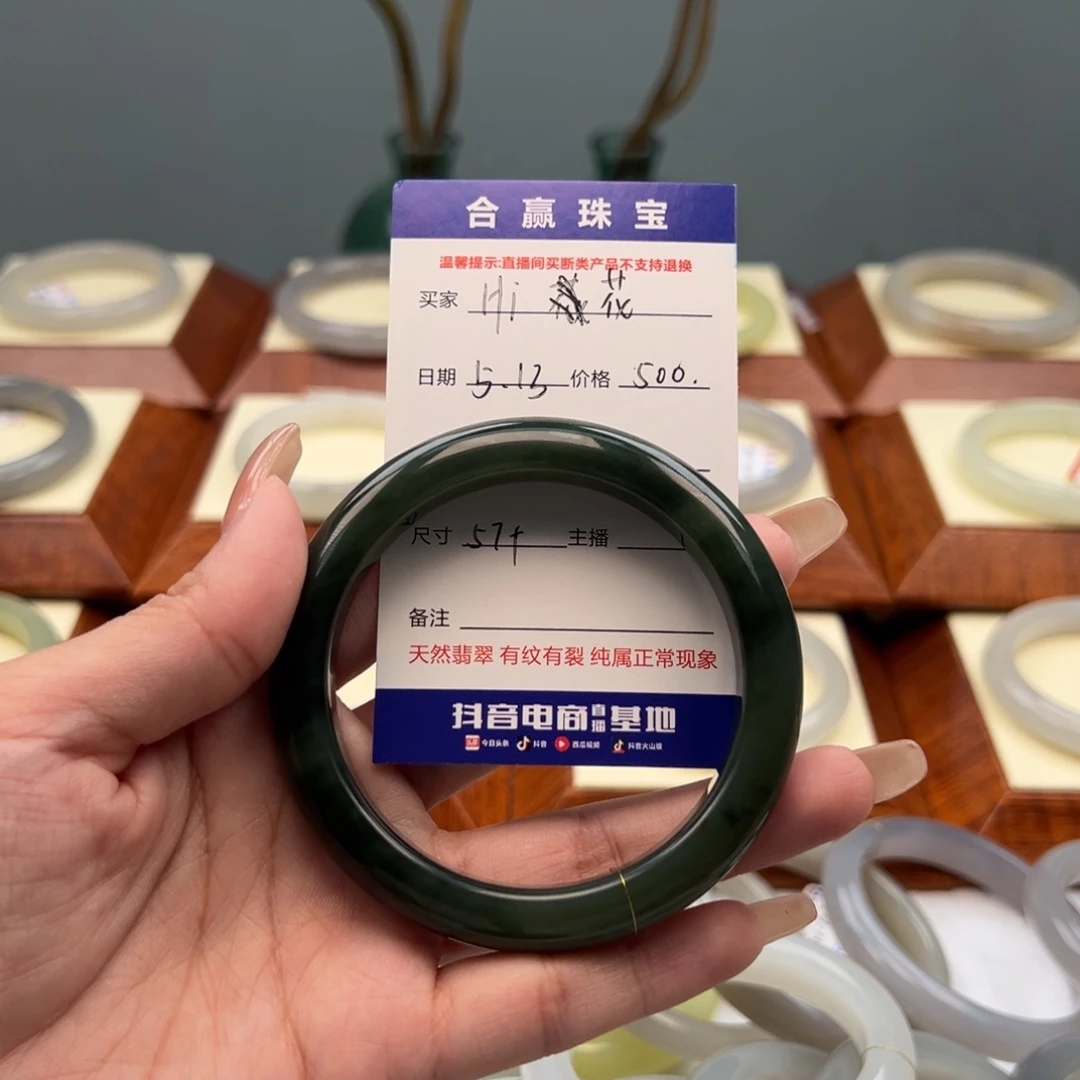 合赢珠宝
温馨提示:直播间买断类产品不支持退换
买家 Hi
日期 5.13 价格 500.
尺寸 57+ 主播
备注
天然翡翠 有纹有裂 纯属正常现象
抖音电商直播基地
今日头条 抖音 西瓜视频 抖音火山版